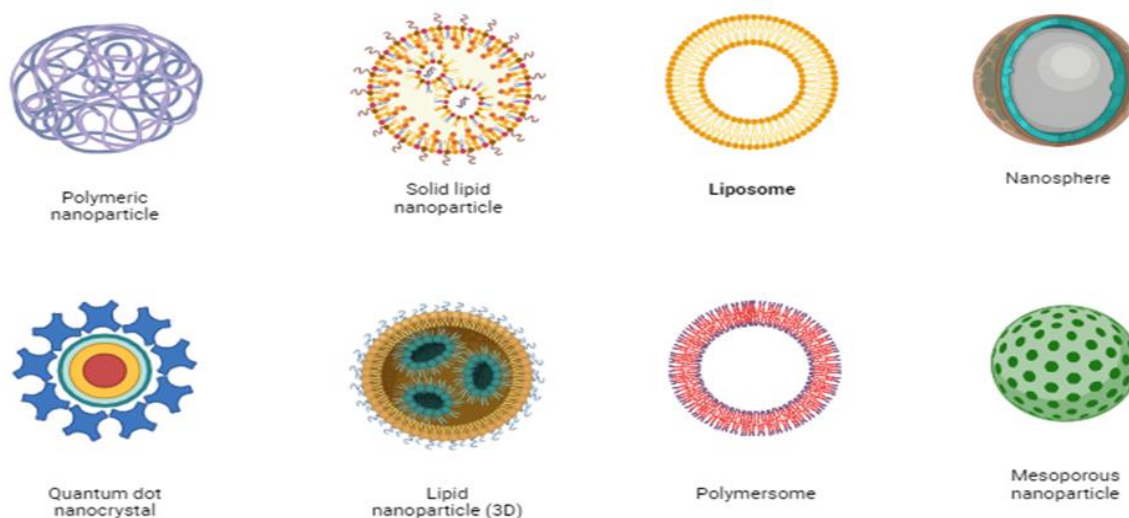 Polymeric
nanoparticle
Solid lipid
nanoparticle
Liposome
Nanosphere
Quantum dot
nanocrystal
Lipid
nanoparticle (3D)
Polymersome
Mesoporous
nanoparticle